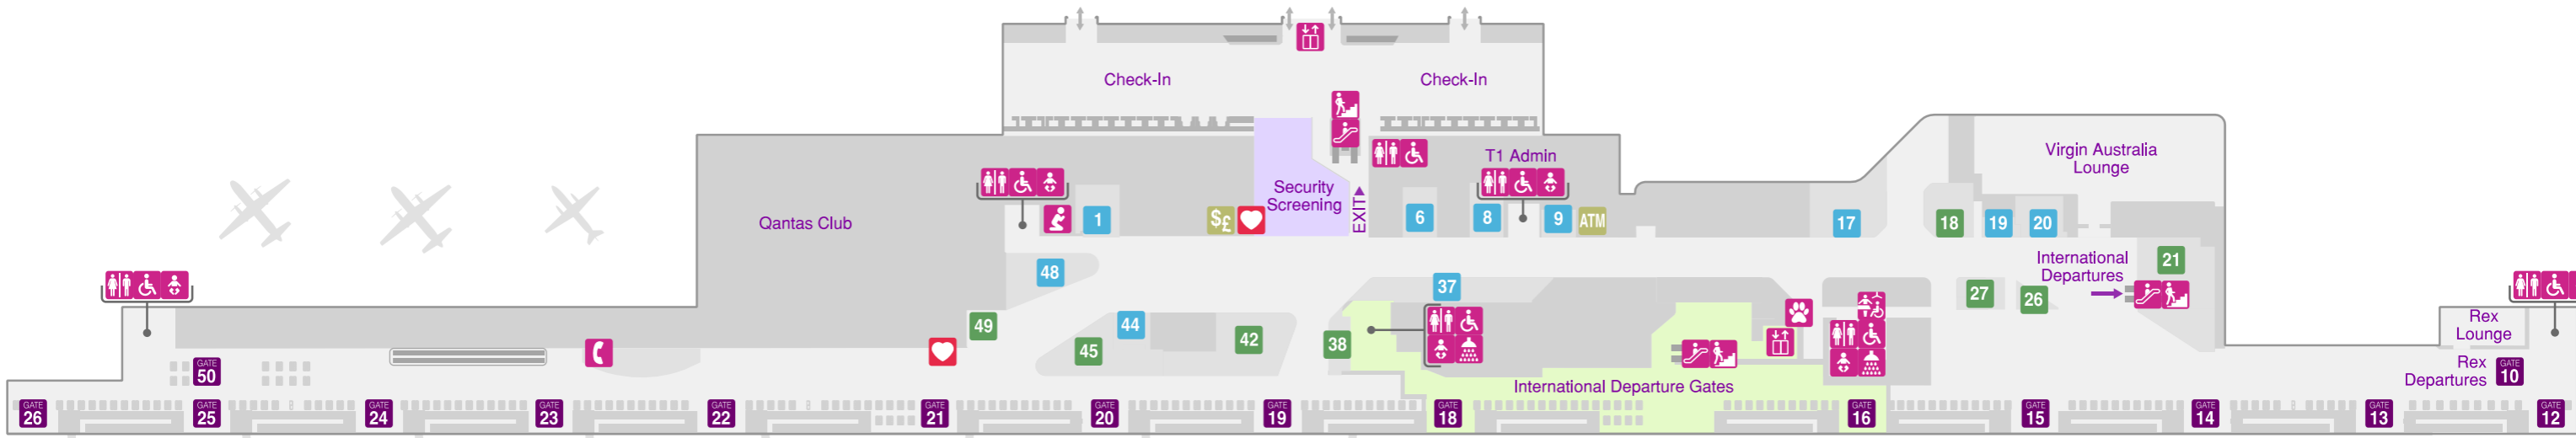 Check-In
Check-In
T1 Admin
Virgin Australia
Lounge
Security
Screening
EXIT
Qantas Club
1
$£
6
8
9
ATM
17
18
19
20
International
Departures
21
48
37
27
26
49
44
45
42
38
Rex
Lounge
Rex
Departures
GATE
10
GATE
50
International Departure Gates
GATE
26
GATE
25
GATE
24
GATE
23
GATE
22
GATE
21
GATE
20
GATE
19
GATE
18
GATE
16
GATE
15
GATE
14
GATE
13
GATE
12